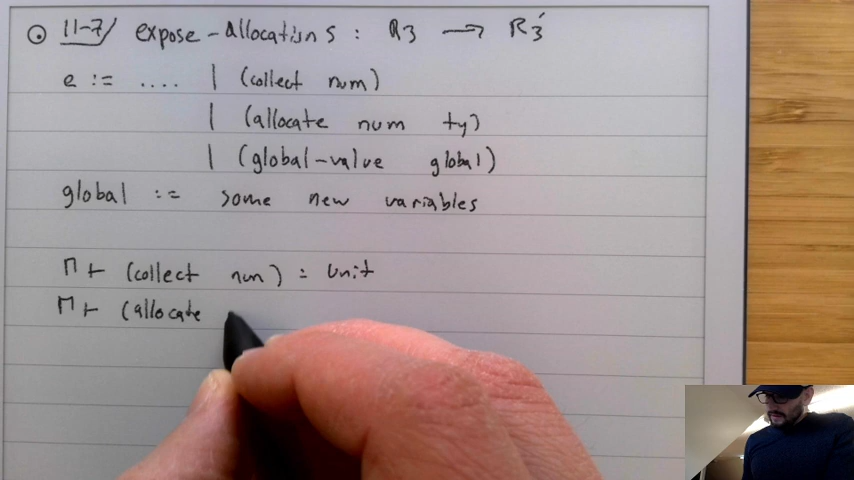 ⊙ 11-7/ expose-allocations : R3 → R3'
e := .... | (collect num)
| (allocate num ty)
| (global-value global)
global := some new variables
Γ ⊢ (collect num) : unit
Γ ⊢ (allocate